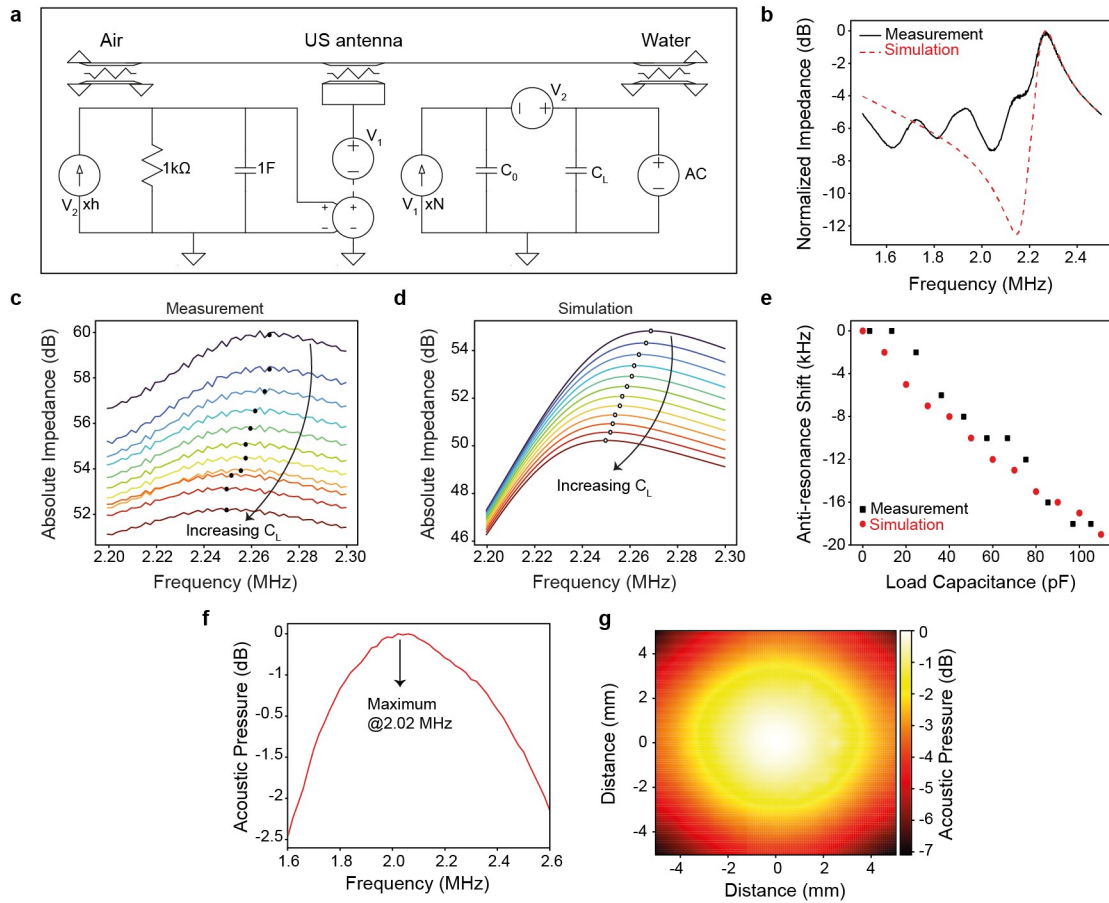 a
Air
US antenna
Water
V2 xh
1kΩ
1F
V1
+
−
+
−
+
−
V1 xN
C0
V2
+
CL
+
−
AC
b
Normalized Impedance (dB)
0
-2
-4
-6
-8
-10
-12
Measurement
Simulation
1.6
1.8
2.0
2.2
2.4
Frequency (MHz)
c
Measurement
Absolute Impedance (dB)
60
58
56
54
52
Increasing CL
2.20
2.22
2.24
2.26
2.28
2.30
Frequency (MHz)
d
Simulation
Absolute Impedance (dB)
54
52
50
48
46
Increasing CL
2.20
2.22
2.24
2.26
2.28
2.30
Frequency (MHz)
e
Anti-resonance Shift (kHz)
0
-4
-8
-12
-16
-20
Measurement
Simulation
0
20
40
60
80
100
Load Capacitance (pF)
f
Acoustic Pressure (dB)
0
-1
-0.5
-1.5
-2
-2.5
Maximum
@2.02 MHz
1.6
1.8
2.0
2.2
2.4
2.6
Frequency (MHz)
g
Distance (mm)
4
2
0
-2
-4
-4
-2
0
2
4
Distance (mm)
0
-1
-2
-3
-4
-5
-6
-7
Acoustic Pressure (dB)